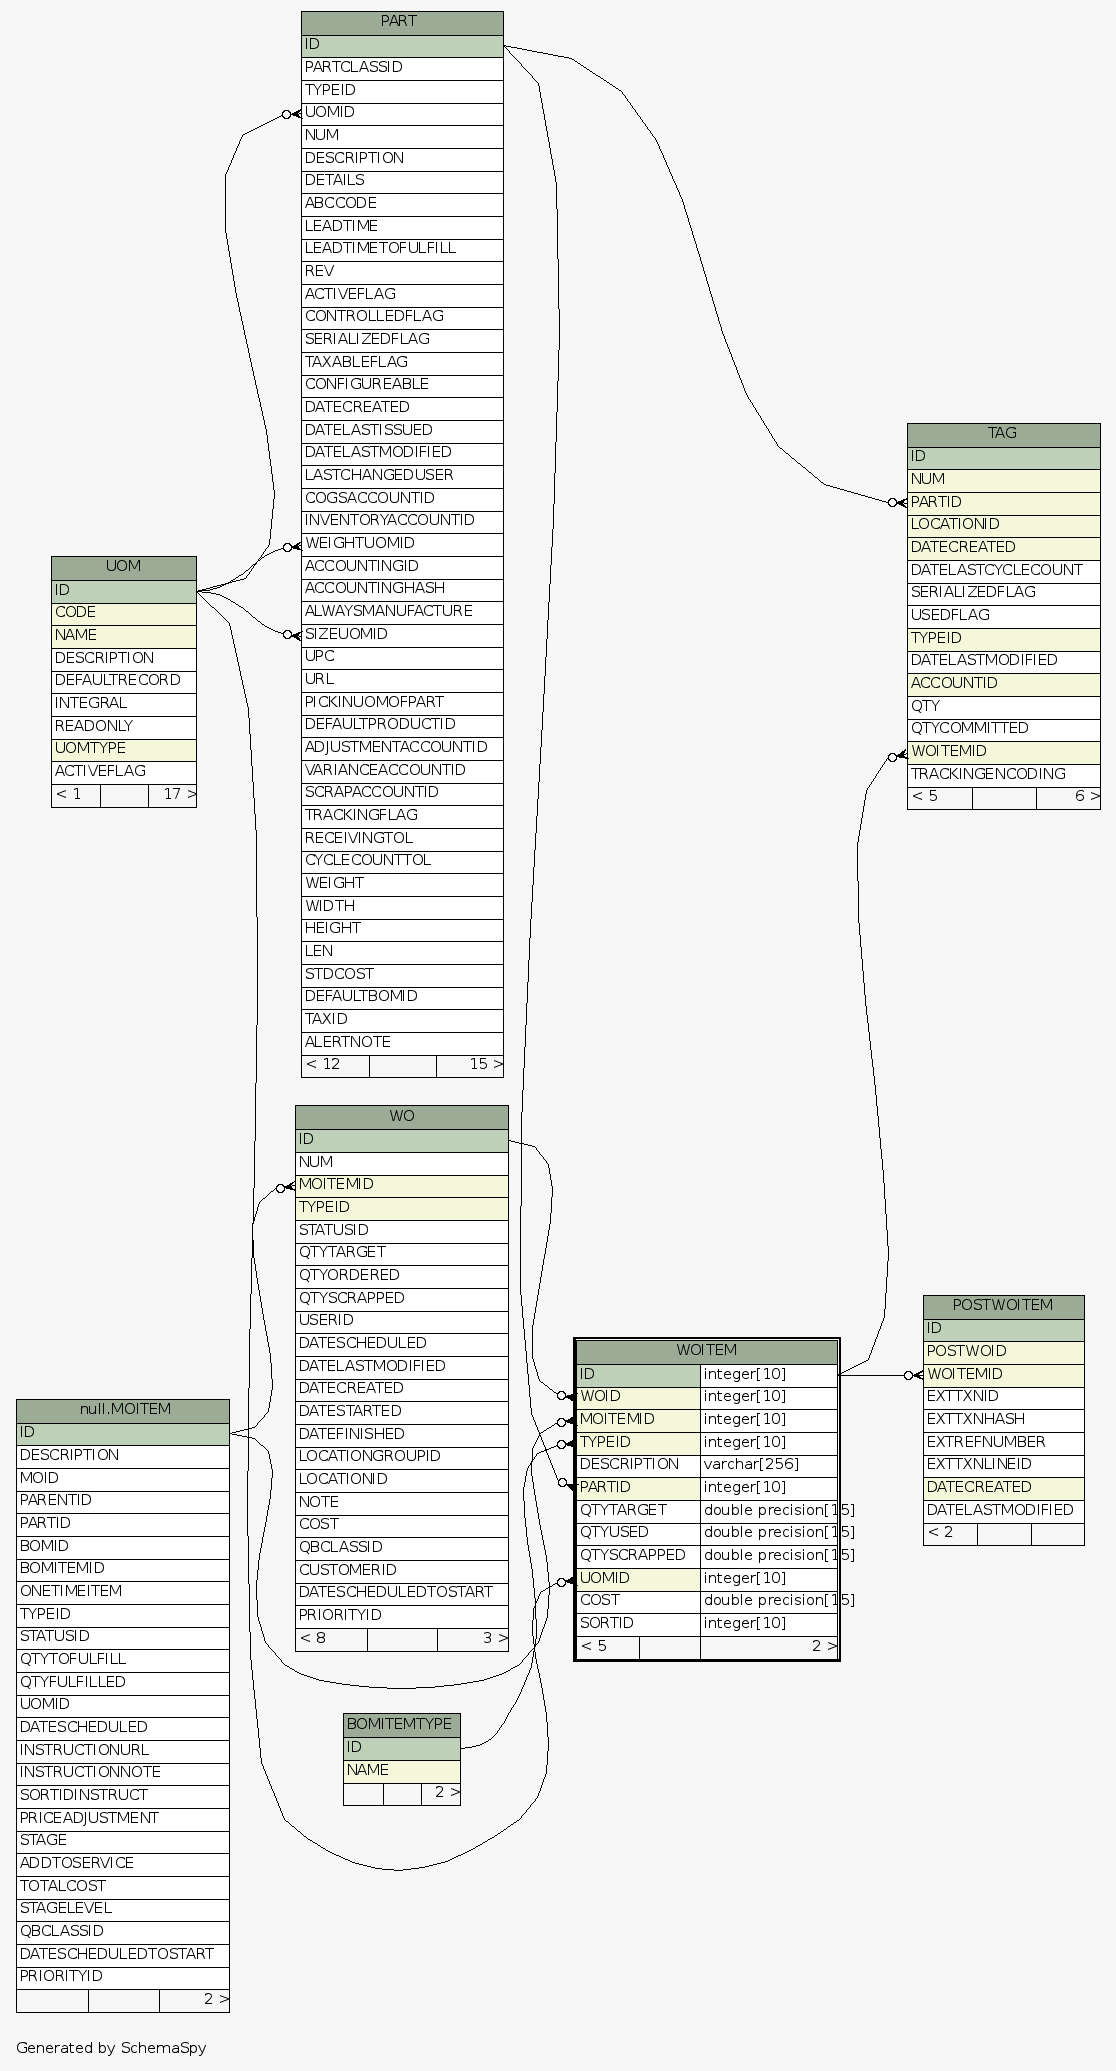 PART
ID
PARTCLASSID
TYPEID
UOMID
NUM
DESCRIPTION
DETAILS
ABCCODE
LEADTIME
LEADTIMETOFULFILL
REV
ACTIVEFLAG
CONTROLLEDFLAG
SERIALIZEDFLAG
TAXABLEFLAG
CONFIGUREABLE
DATECREATED
DATELASTISSUED
DATELASTMODIFIED
LASTCHANGEDUSER
COGSACCOUNTID
INVENTORYACCOUNTID
WEIGHTUOMID
ACCOUNTINGID
ACCOUNTINGHASH
ALWAYSMANUFACTURE
SIZEUOMID
UPC
URL
PICKINUOMOFPART
DEFAULTPRODUCTID
ADJUSTMENTACCOUNTID
VARIANCEACCOUNTID
SCRAPACCOUNTID
TRACKINGFLAG
RECEIVINGTOL
CYCLECOUNTTOL
WEIGHT
WIDTH
HEIGHT
LEN
STDCOST
DEFAULTBOMID
TAXID
ALERTNOTE
< 12 15 >
TAG
ID
NUM
PARTID
LOCATIONID
DATECREATED
DATELASTCYCLECOUNT
SERIALIZEDFLAG
USEDFLAG
TYPEID
DATELASTMODIFIED
ACCOUNTID
QTY
QTYCOMMITTED
WOITEMID
TRACKINGENCODING
< 5 6 >
UOM
ID
CODE
NAME
DESCRIPTION
DEFAULTRECORD
INTEGRAL
READONLY
UOMTYPE
ACTIVEFLAG
< 1 17 >
WO
ID
NUM
MOITEMID
TYPEID
STATUSID
QTYTARGET
QTYORDERED
QTYSCRAPPED
USERID
DATESCHEDULED
DATELASTMODIFIED
DATECREATED
DATESTARTED
DATEFINISHED
LOCATIONGROUPID
LOCATIONID
NOTE
COST
QBCLASSID
CUSTOMERID
DATESCHEDULEDTOSTART
PRIORITYID
< 8 3 >
WOITEM
ID integer[10]
WOID integer[10]
MOITEMID integer[10]
TYPEID integer[10]
DESCRIPTION varchar[256]
PARTID integer[10]
QTYTARGET double precision[15]
QTYUSED double precision[15]
QTYSCRAPPED double precision[15]
UOMID integer[10]
COST double precision[15]
SORTID integer[10]
< 5 2 >
POSTWOITEM
ID
POSTWOID
WOITEMID
EXTTXNID
EXTTXNHASH
EXTREFNUMBER
EXTTXNLINEID
DATECREATED
DATELASTMODIFIED
< 2
null.MOITEM
ID
DESCRIPTION
MOID
PARENTID
PARTID
BOMID
BOMITEMID
ONETIMEITEM
TYPEID
STATUSID
QTYTOFULFILL
QTYFULFILLED
UOMID
DATESCHEDULED
INSTRUCTIONURL
INSTRUCTIONNOTE
SORTIDINSTRUCT
PRICEADJUSTMENT
STAGE
ADDTOSERVICE
TOTALCOST
STAGELEVEL
QBCLASSID
DATESCHEDULEDTOSTART
PRIORITYID
2 >
BOMITEMTYPE
ID
NAME
2 >
Generated by SchemaSpy